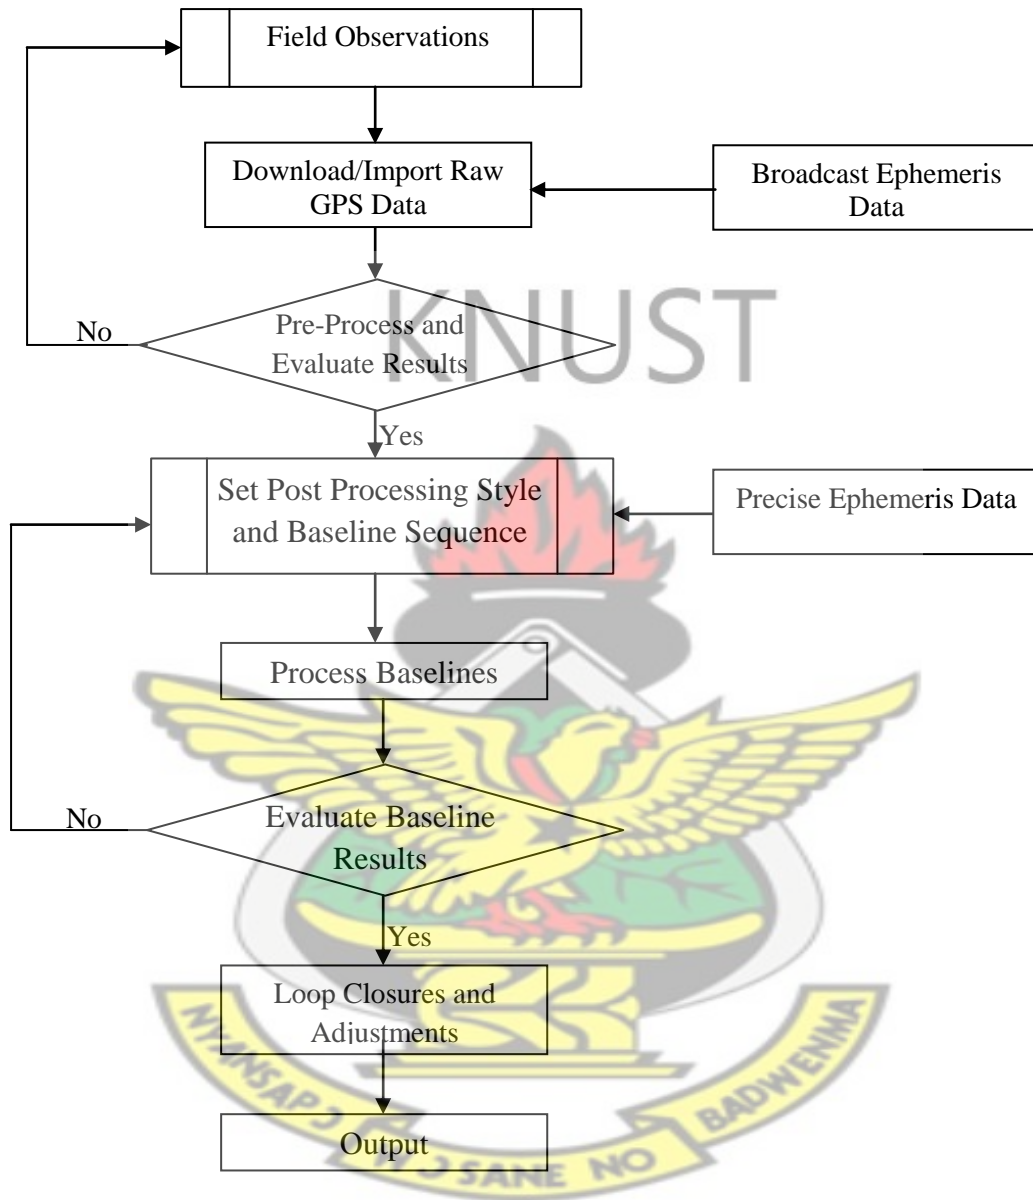 Field Observations
Download/Import Raw
GPS Data
Broadcast Ephemeris
Data
KNUST
Pre-Process and
Evaluate Results
No
Yes
Set Post Processing Style
and Baseline Sequence
Precise Ephemeris Data
Process Baselines
Evaluate Baseline
Results
No
Yes
Loop Closures and
Adjustments
Output
NYANSAPƆ WƆSANE NO BADWENMA